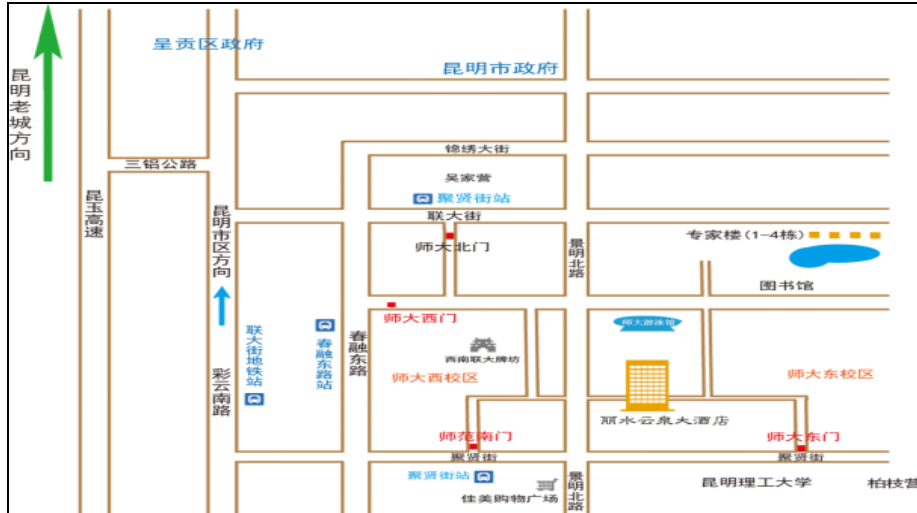 呈贡区政府
昆明市政府
昆明老城方向
锦绣大街
三铝公路
吴家营
聚贤街站
昆玉高速
昆明市区方向
联大街
师大北门
景明北路
专家楼(1-4栋)
图书馆
师大西门
师大游泳馆
联大街地铁站
春融东路站
春融东路
西南联大牌坊
师大西校区
师大东校区
彩云南路
丽水云泉大酒店
师范南门
师大东门
聚贤街
聚贤街
聚贤街站
佳美购物广场
景明北路
昆明理工大学
柏枝营